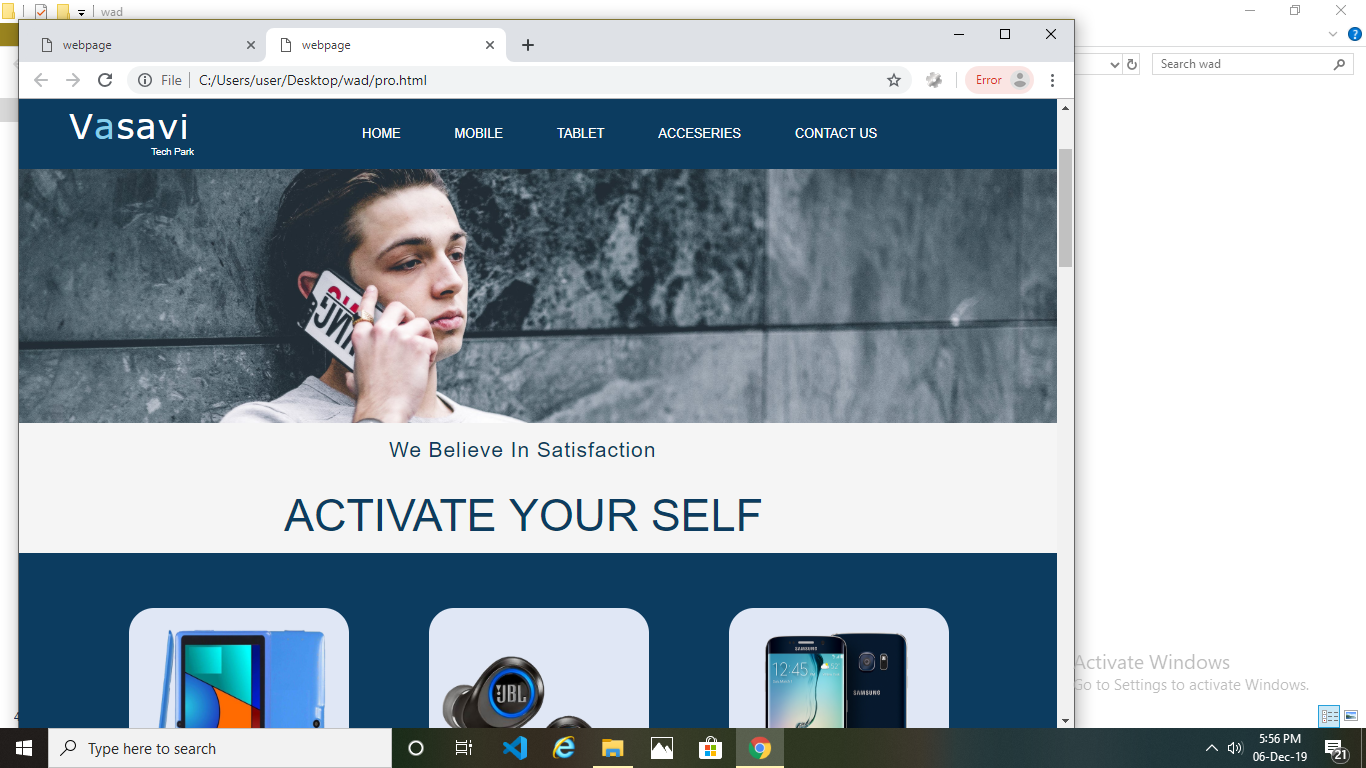 wad
webpage
webpage
File
C:/Users/user/Desktop/wad/pro.html
Error
Search wad
Vasavi
Tech Park
HOME
MOBILE
TABLET
ACCESERIES
CONTACT US
We Believe In Satisfaction
ACTIVATE YOUR SELF
JBL
SAMSUNG
12:45
SAMSUNG
Activate Windows
Go to Settings to activate Windows.
Type here to search
5:56 PM
06-Dec-19
21